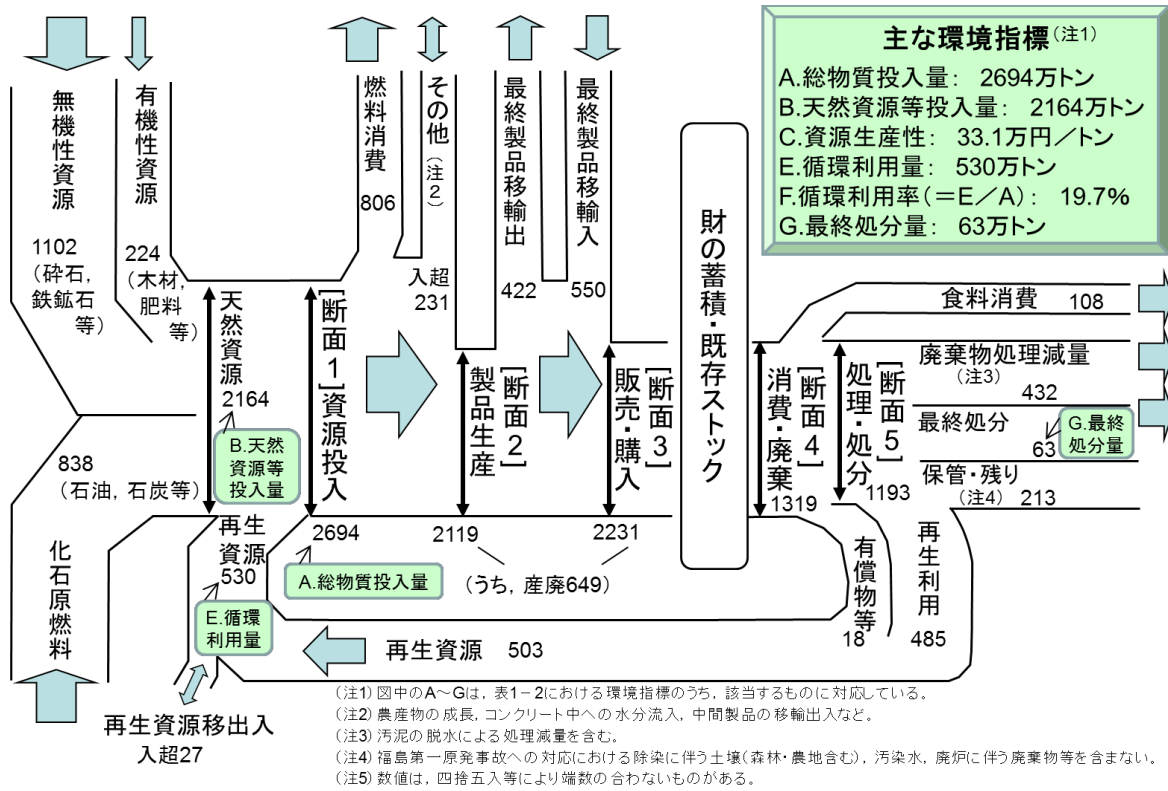 主な環境指標(注1)
A.総物質投入量: 2694万トン
B.天然資源等投入量: 2164万トン
C.資源生産性: 33.1万円/トン
E.循環利用量: 530万トン
F.循環利用率(=E/A): 19.7%
G.最終処分量: 63万トン
無機性資源
1102
(砕石,
鉄鉱石
等)
有機性資源
224
(木材,
肥料
等)
燃料消費
806
その他(注2)
入超
231
最終製品移輸出
422
最終製品移輸入
550
天然資源
2164
B.天然
資源等
投入量
[断面1]資源投入
[断面2]
製品生産
[断面3]
販売・購入
財の蓄積・既存ストック
[断面4]
消費・廃棄
1319
[断面5]
処理・処分
1193
食料消費 108
廃棄物処理減量
(注3)
432
最終処分
63
G.最終
処分量
保管・残り
(注4) 213
838
(石油, 石炭等)
化石原燃料
再生
資源
530
E.循環
利用量
2694
A.総物質投入量
2119
2231
(うち, 産廃649)
有償物等
18
再生利用
485
再生資源 503
再生資源移出入
入超27
(注1) 図中のA~Gは, 表1-2における環境指標のうち, 該当するものに対応している。
(注2) 農産物の成長, コンクリート中への水分流入, 中間製品の移輸出入など。
(注3) 汚泥の脱水による処理減量を含む。
(注4) 福島第一原発事故への対応における除染に伴う土壌(森林・農地含む), 汚染水, 廃炉に伴う廃棄物等を含まない。
(注5) 数値は, 四捨五入等により端数の合わないものがある。